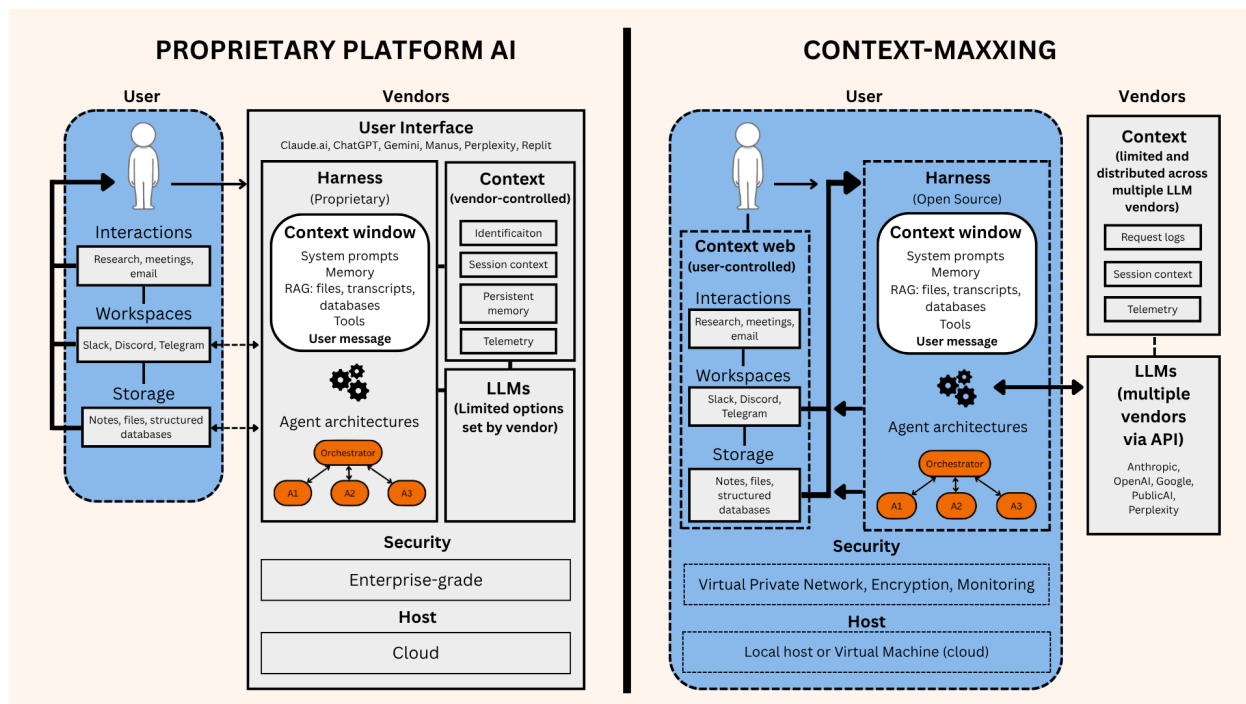 PROPRIETARY PLATFORM AI
User
Interactions
Research, meetings,
email
Workspaces
Slack, Discord, Telegram
Storage
Notes, files, structured
databases
Vendors
User Interface
Claude.ai, ChatGPT, Gemini, Manus, Perplexity, Replit
Harness
(Proprietary)
Context window
System prompts
Memory
RAG: files, transcripts,
databases
Tools
User message
Agent architectures
Orchestrator
A1
A2
A3
Context
(vendor-controlled)
Identificaiton
Session context
Persistent
memory
Telemetry
LLMs
(Limited options
set by vendor)
Security
Enterprise-grade
Host
Cloud
CONTEXT-MAXXING
User
Context web
(user-controlled)
Interactions
Research, meetings,
email
Workspaces
Slack, Discord,
Telegram
Storage
Notes, files,
structured
databases
Harness
(Open Source)
Context window
System prompts
Memory
RAG: files, transcripts,
databases
Tools
User message
Agent architectures
Orchestrator
A1
A2
A3
Security
Virtual Private Network, Encryption, Monitoring
Host
Local host or Virtual Machine (cloud)
Vendors
Context
(limited and
distributed across
multiple LLM
vendors)
Request logs
Session context
Telemetry
LLMs
(multiple
vendors
via API)
Anthropic,
OpenAI, Google,
PublicAI,
Perplexity